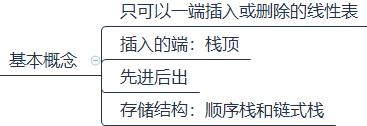 只可以一端插入或删除的线性表
插入的端：栈顶
基本概念
先进后出
存储结构：顺序栈和链式栈